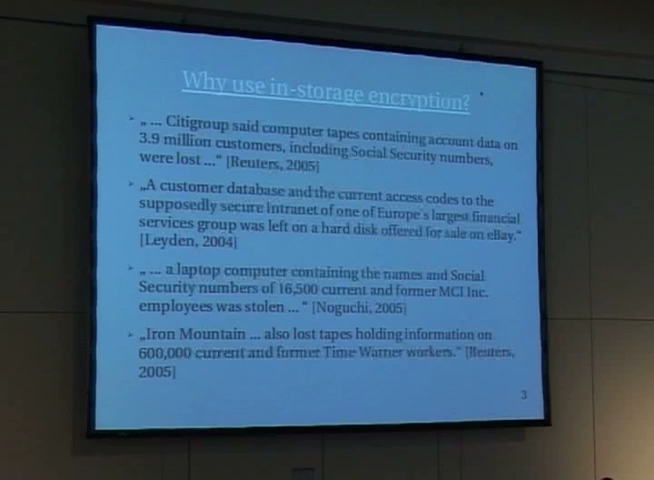 Why use in-storage encryption?
„ ... Citigroup said computer tapes containing account data on
3.9 million customers, including Social Security numbers,
were lost ...“ [Reuters, 2005]
„A customer database and the current access codes to the
supposedly secure Intranet of one of Europe's largest financial
services group was left on a hard disk offered for sale on eBay.“
[Leyden, 2004]
„ ... a laptop computer containing the names and Social
Security numbers of 16,500 current and former MCI Inc.
employees was stolen ... “ [Noguchi, 2005]
„Iron Mountain ... also lost tapes holding information on
600,000 current and former Time Warner workers.“ [Reuters,
2005]
3